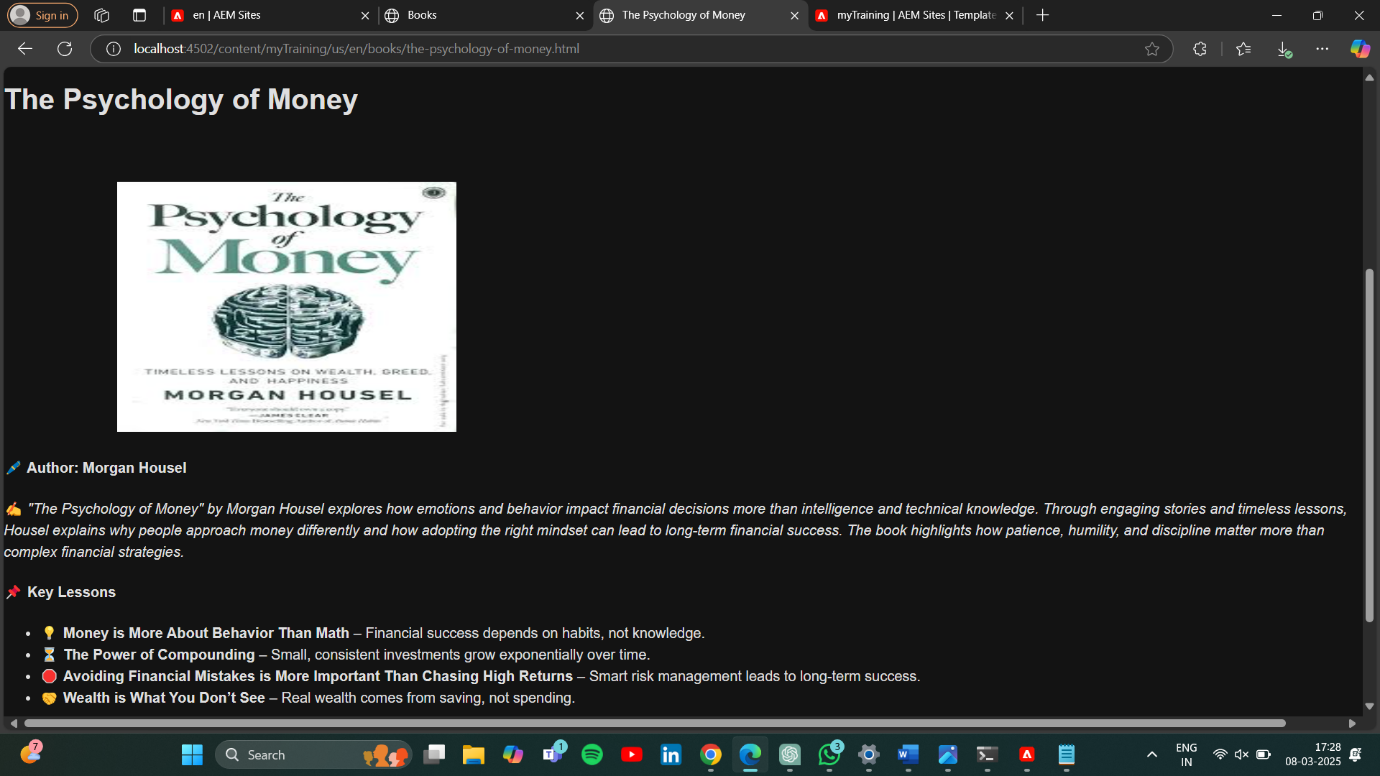 Sign in
en | AEM Sites
Books
The Psychology of Money
myTraining | AEM Sites | Template
localhost:4502/content/myTraining/us/en/books/the-psychology-of-money.html
The Psychology of Money
The
Psychology
of
Money
TIMELESS LESSONS ON WEALTH, GREED,
AND HAPPINESS
MORGAN HOUSEL
—JAMES CLEAR
Author: Morgan Housel
"The Psychology of Money" by Morgan Housel explores how emotions and behavior impact financial decisions more than intelligence and technical knowledge. Through engaging stories and timeless lessons,
Housel explains why people approach money differently and how adopting the right mindset can lead to long-term financial success. The book highlights how patience, humility, and discipline matter more than
complex financial strategies.
Key Lessons
Money is More About Behavior Than Math – Financial success depends on habits, not knowledge.
The Power of Compounding – Small, consistent investments grow exponentially over time.
Avoiding Financial Mistakes is More Important Than Chasing High Returns – Smart risk management leads to long-term success.
Wealth is What You Don’t See – Real wealth comes from saving, not spending.
7
Search
1
3
ENG
IN
17:28
08-03-2025